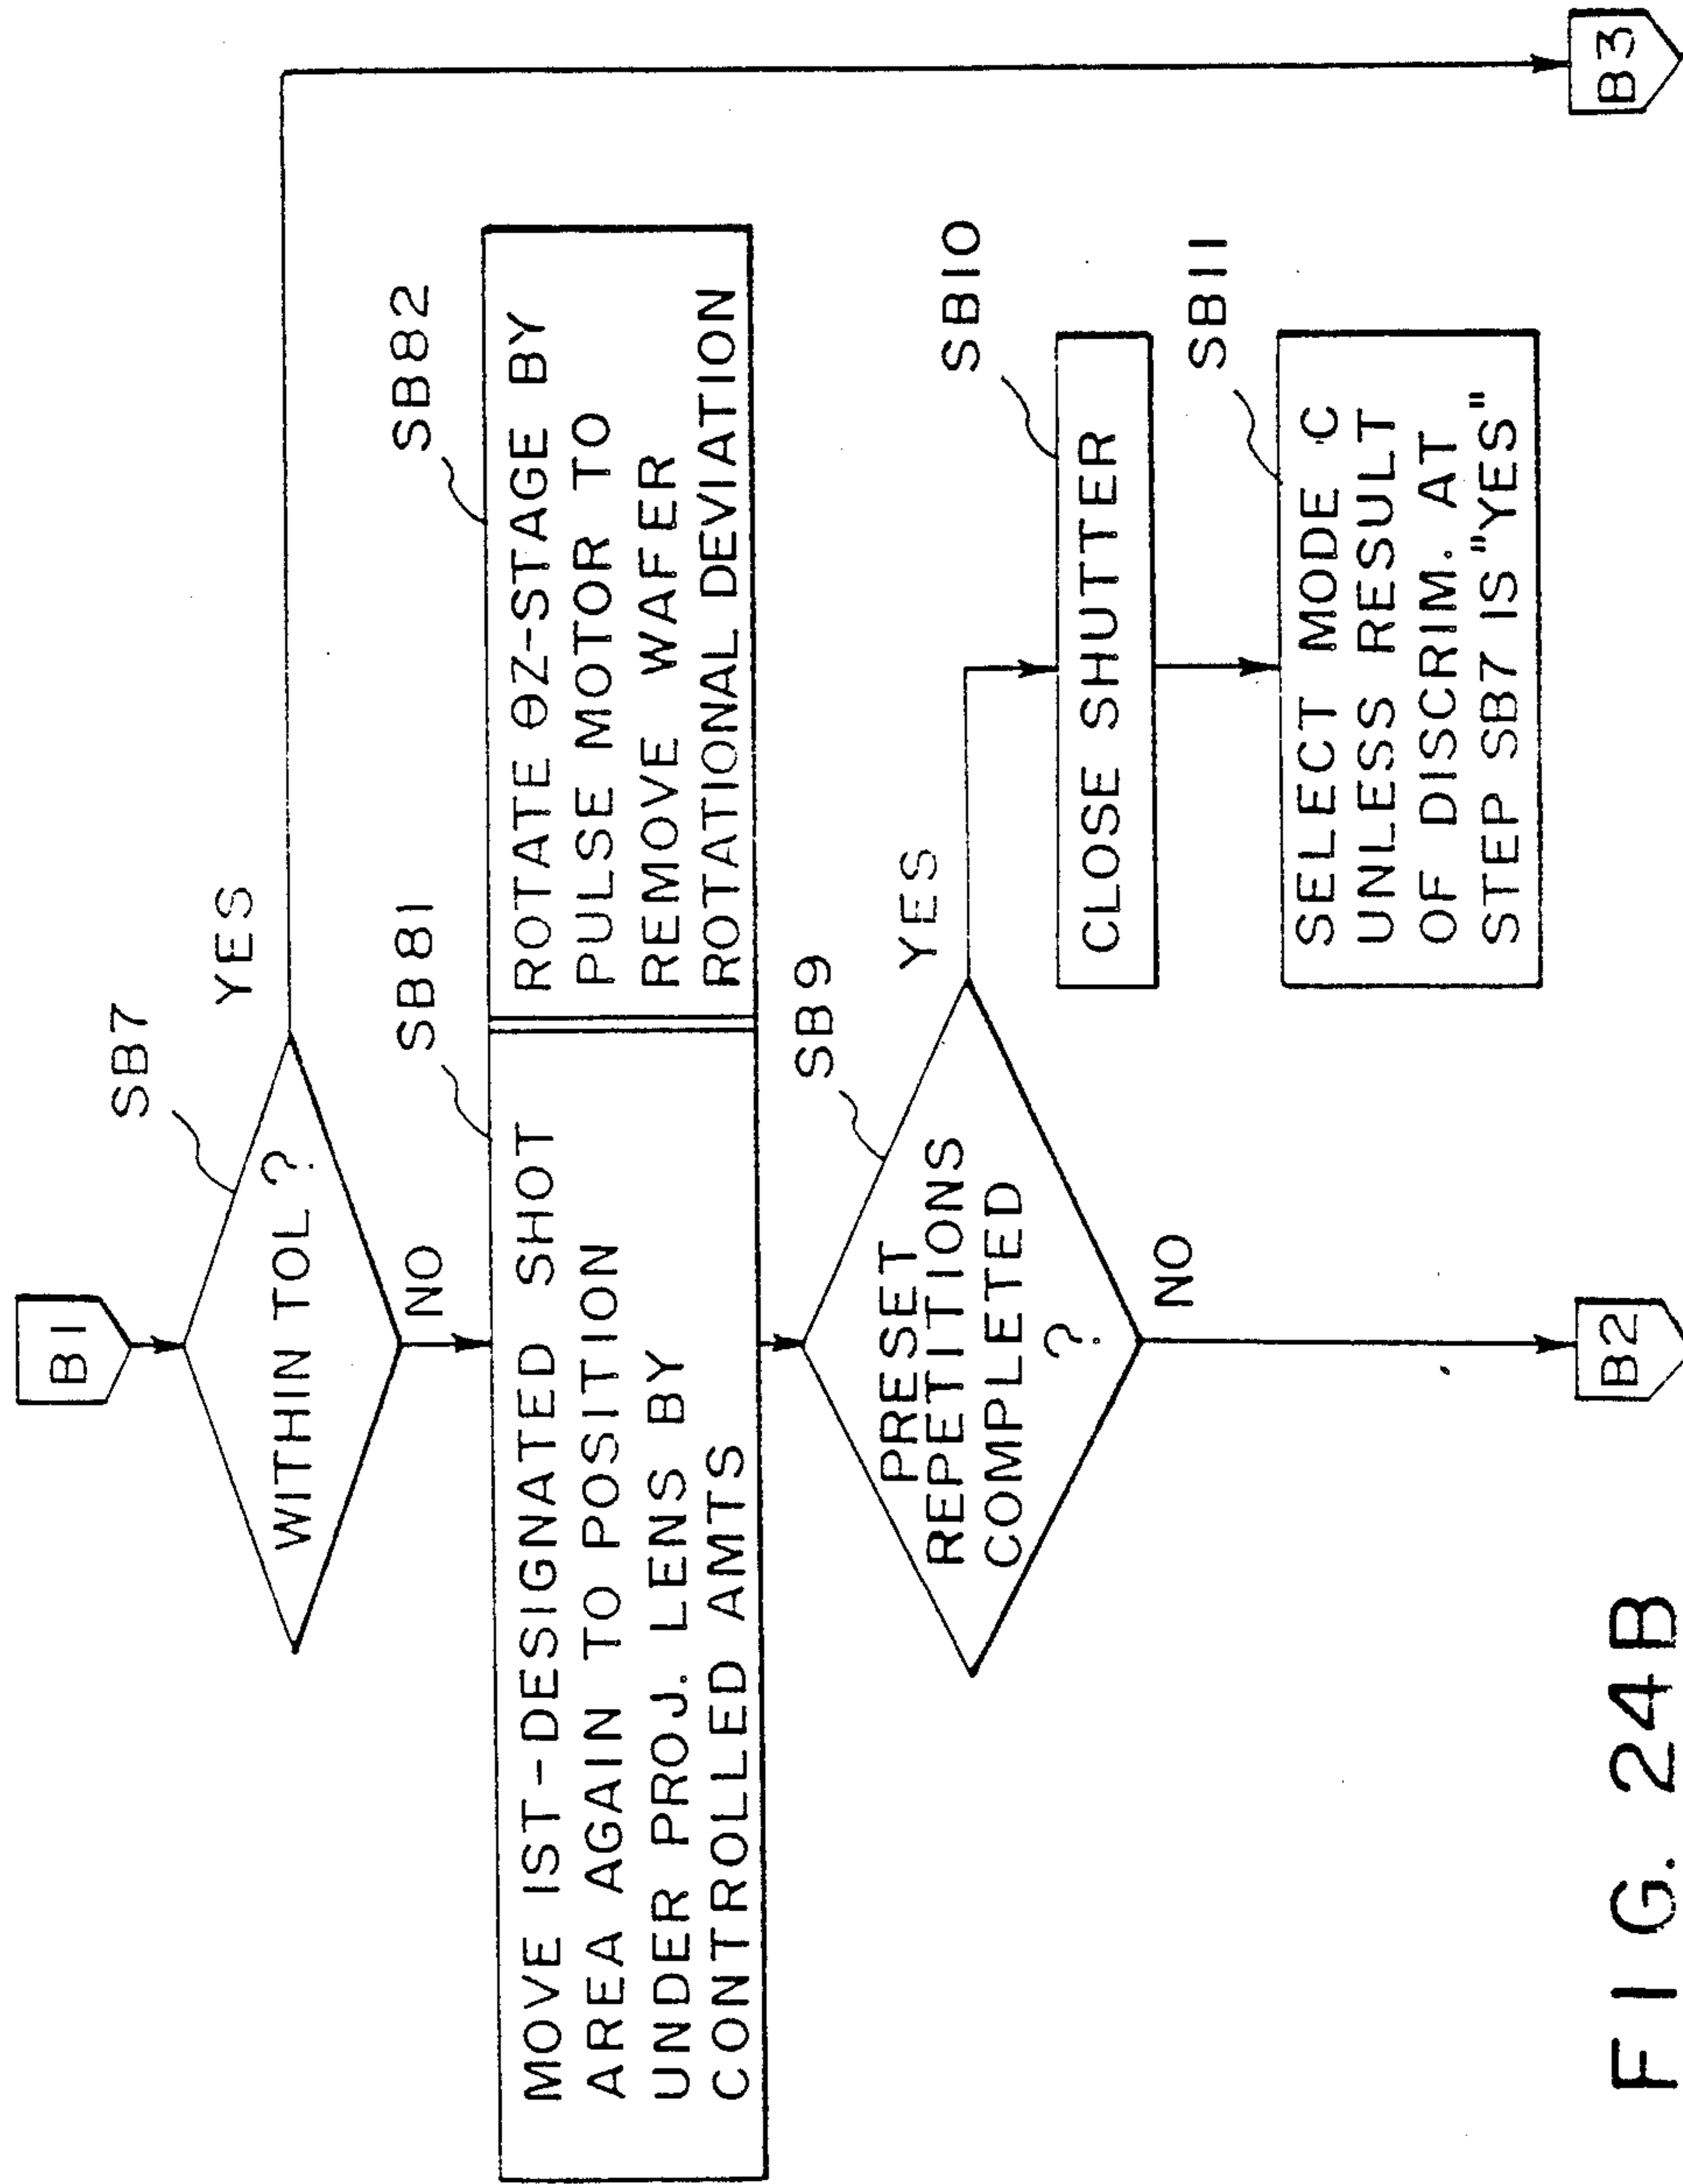 B1
SB7
WITHIN TOL ?
YES
NO
SB81
SB82
MOVE 1ST-DESIGNATED SHOT
AREA AGAIN TO POSITION
UNDER PROJ. LENS BY
CONTROLLED AMTS
ROTATE θZ-STAGE BY
PULSE MOTOR TO
REMOVE WAFER
ROTATIONAL DEVIATION
SB9
PRESET
REPETITIONS
COMPLETED
?
YES
NO
SB10
CLOSE SHUTTER
SB11
SELECT MODE C
UNLESS RESULT
OF DISCRIM. AT
STEP SB7 IS "YES"
B2
B3
FIG. 24B